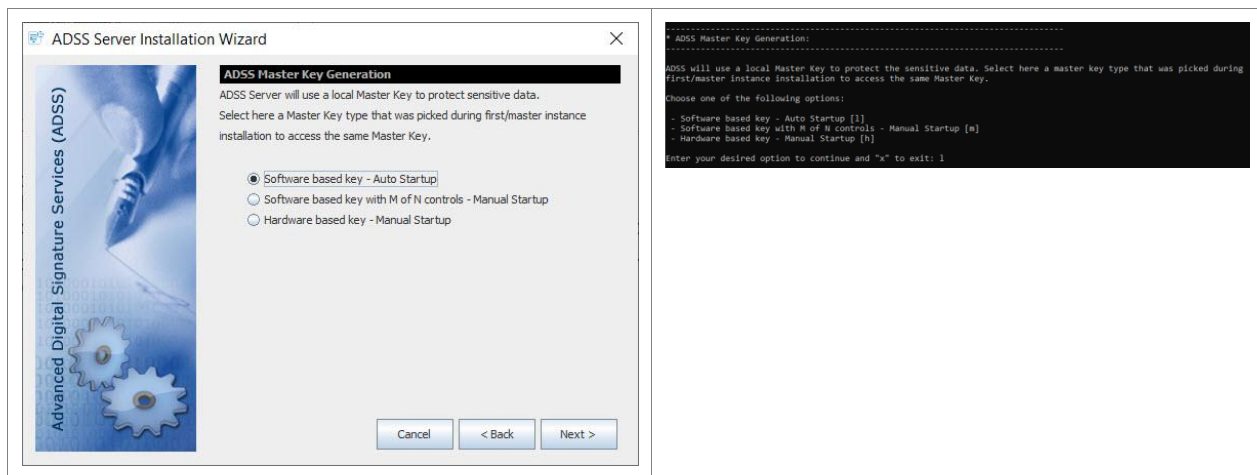 ADSS Server Installation Wizard
Advanced Digital Signature Services (ADSS)
ADSS Master Key Generation
ADSS Server will use a local Master Key to protect sensitive data.
Select here a Master Key type that was picked during first/master instance
installation to access the same Master Key.
Software based key - Auto Startup
Software based key with M of N controls - Manual Startup
Hardware based key - Manual Startup
Cancel
< Back
Next >
--------------------------------------------------------------------------------
* ADSS Master Key Generation:
--------------------------------------------------------------------------------
ADSS will use a local Master Key to protect the sensitive data. Select here a master key type that was picked during
first/master instance installation to access the same Master Key.
Choose one of the following options:
- Software based key - Auto Startup [l]
- Software based key with M of N controls - Manual Startup [m]
- Hardware based key - Manual Startup [h]
Enter your desired option to continue and "x" to exit: l